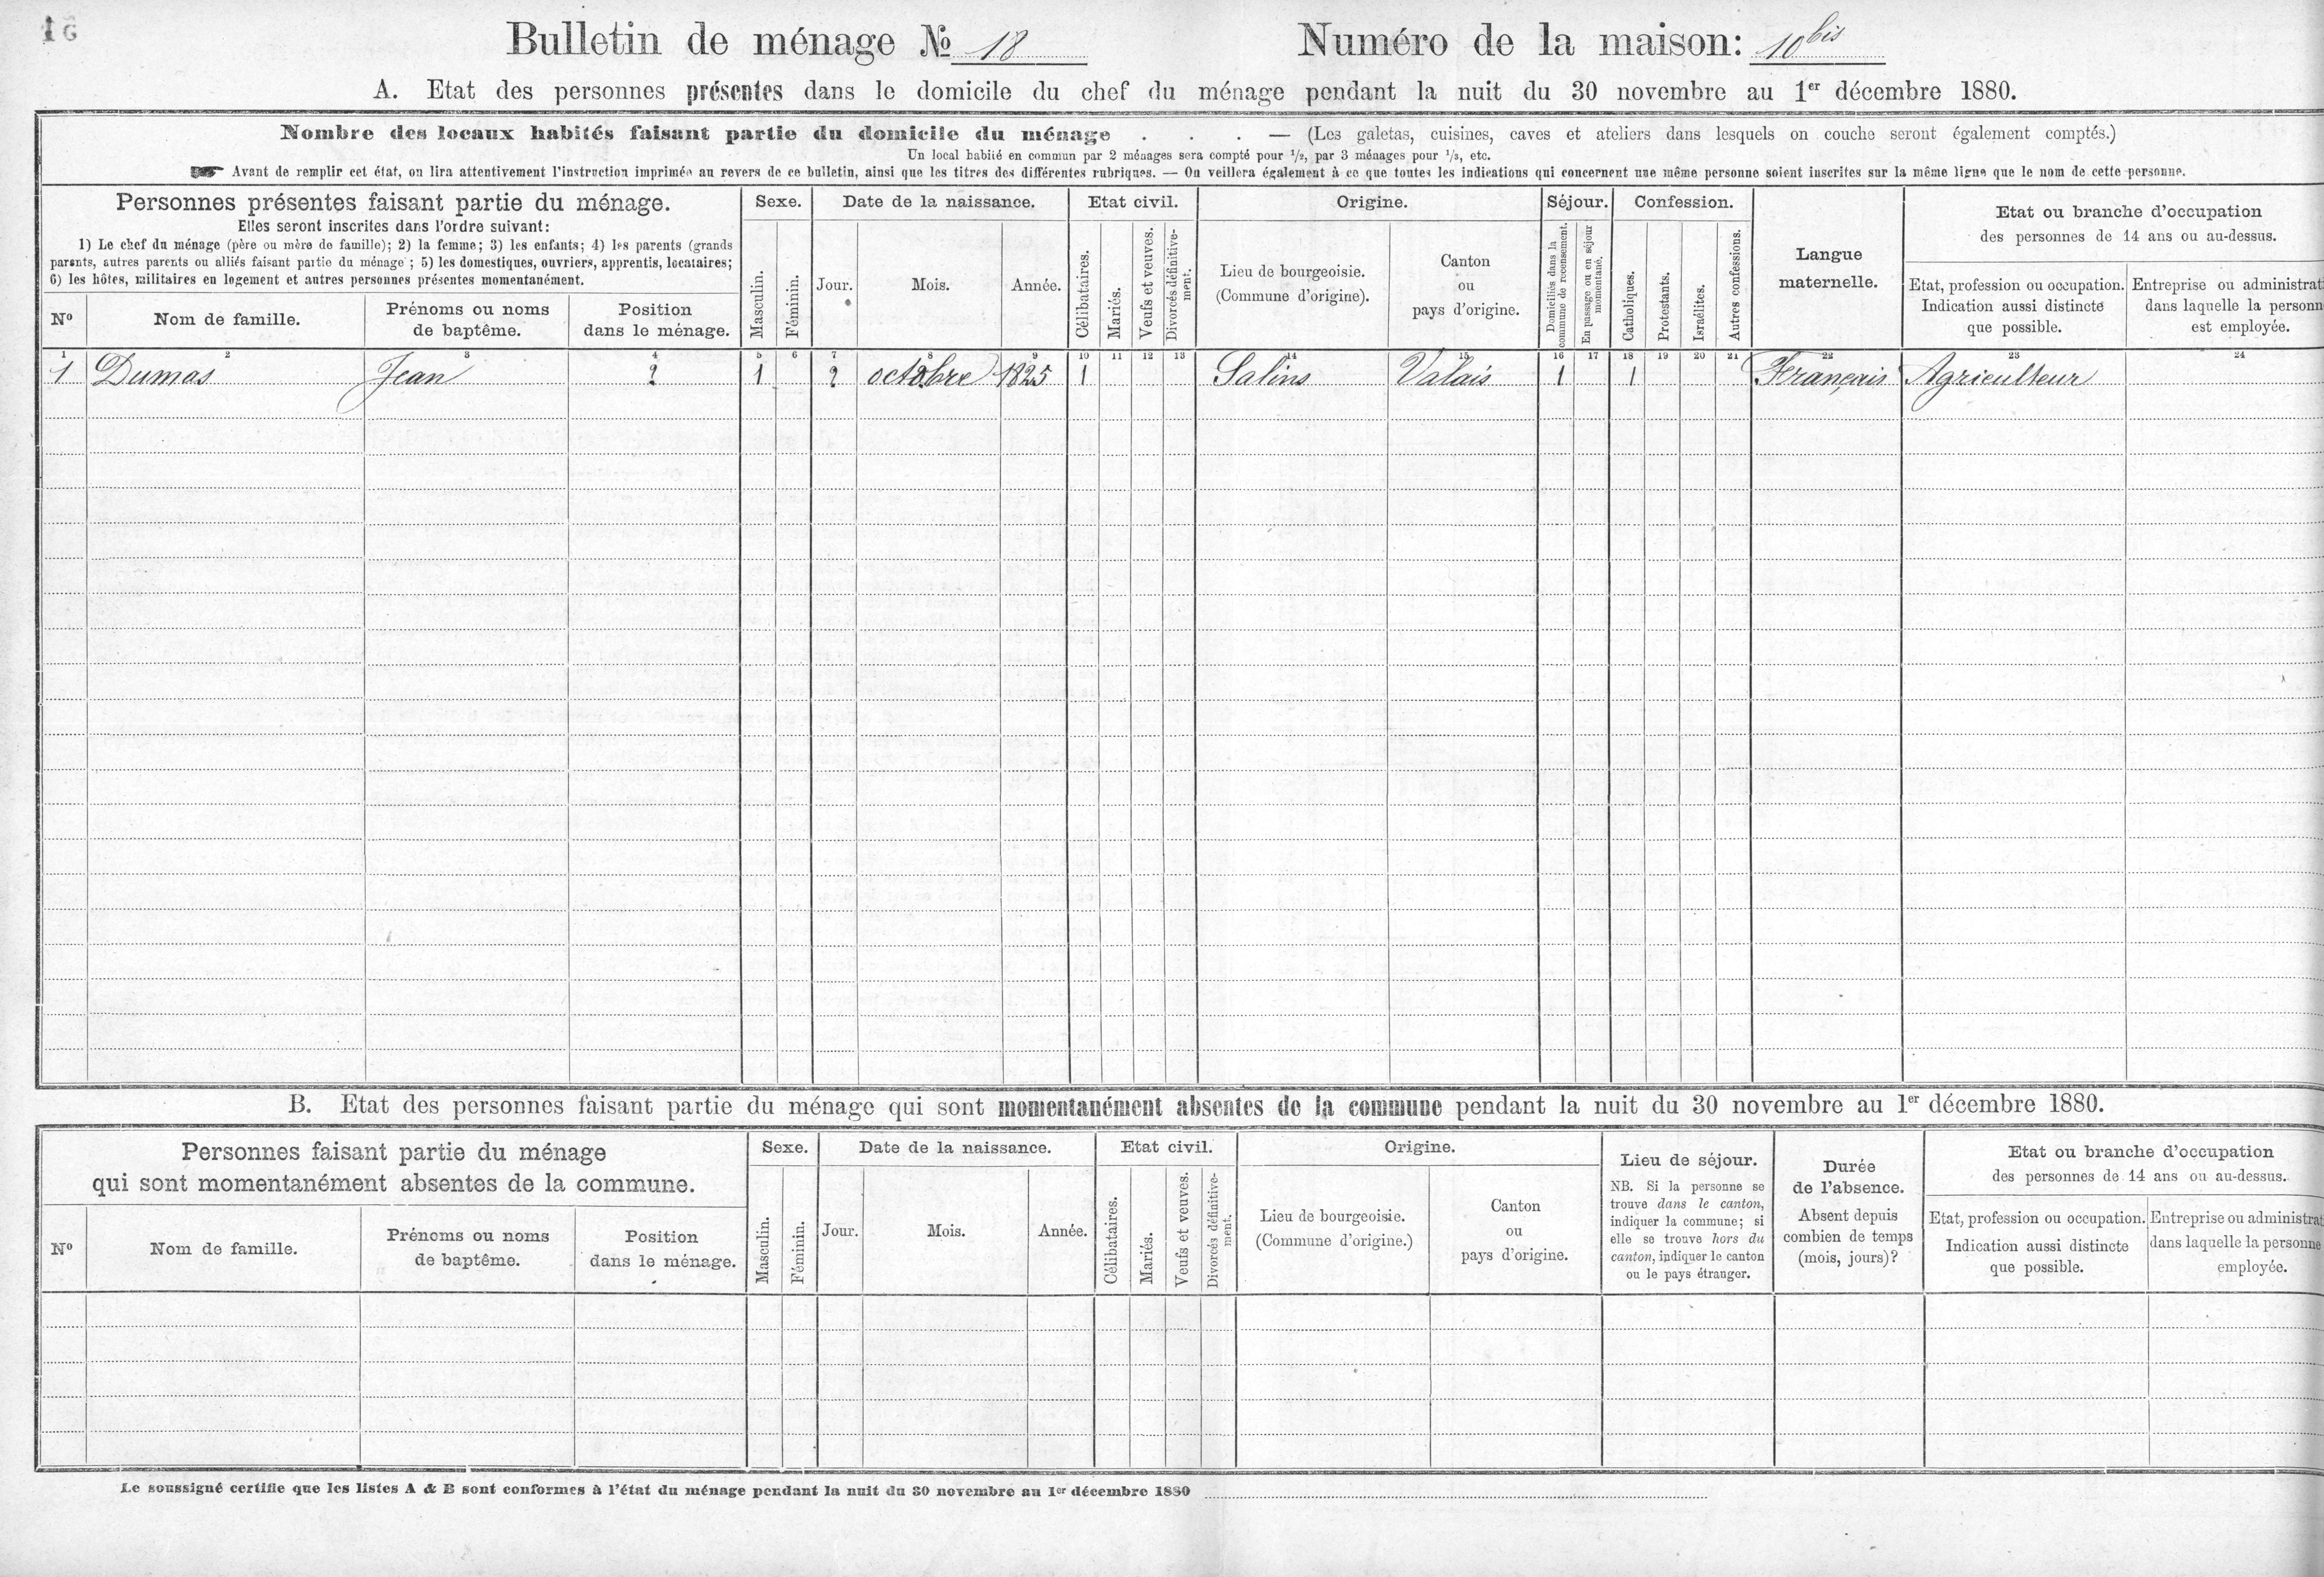 16
Bulletin de ménage № 18 Numéro de la maison: 10 bis
A. Etat des personnes présentes dans le domicile du chef du ménage pendant la nuit du 30 novembre au 1er décembre 1880.
Nombre des locaux habités faisant partie du domicile du ménage . . . — (Les galetas, cuisines, caves et ateliers dans lesquels on couche seront également comptés.)
Un local habité en commun par 2 ménages sera compté pour 1/2, par 3 ménages pour 1/3, etc.
Avant de remplir cet état, on lira attentivement l'instruction imprimée au revers de ce bulletin, ainsi que les titres des différentes rubriques. — On veillera également à ce que toutes les indications qui concernent une même personne soient inscrites sur la même ligne que le nom de cette personne.
Personnes présentes faisant partie du ménage.
Elles seront inscrites dans l'ordre suivant:
1) Le chef du ménage (père ou mère de famille); 2) la femme; 3) les enfants; 4) les parents (grands
parents, autres parents ou alliés faisant partie du ménage; 5) les domestiques, ouvriers, apprentis, locataires;
6) les hôtes, militaires en logement et autres personnes présentes momentanément.
Nº
Nom de famille.
Prénoms ou noms
de baptême.
Position
dans le ménage.
Sexe.
Masculin.
Féminin.
Date de la naissance.
Jour.
Mois.
Année.
Etat civil.
Célibataires.
Mariés.
Veufs et veuves.
Divorcés définitive-
ment.
Origine.
Lieu de bourgeoisie.
(Commune d'origine).
Canton
ou
pays d'origine.
Séjour.
Domiciliés dans la
commune de recensement.
En passage ou en séjour
momentané.
Confession.
Catholiques.
Protestants.
Israélites.
Autres confessions.
Langue
maternelle.
Etat ou branche d'occupation
des personnes de 14 ans ou au-dessus.
Etat, profession ou occupation.
Indication aussi distincte
que possible.
Entreprise ou administrat
dans laquelle la personn
est employée.
1 2 3 4 5 6 7 8 9 10 11 12 13 14 15 16 17 18 19 20 21 22 23 24
1 Dumas Jean 2 1 2 octobre 1825 1 Salins Valais 1 1 Français Agriculteur
B. Etat des personnes faisant partie du ménage qui sont momentanément absentes de la commune pendant la nuit du 30 novembre au 1er décembre 1880.
Personnes faisant partie du ménage
qui sont momentanément absentes de la commune.
Nº
Nom de famille.
Prénoms ou noms
de baptême.
Position
dans le ménage.
Sexe.
Masculin.
Féminin.
Date de la naissance.
Jour.
Mois.
Année.
Etat civil.
Célibataires.
Mariés.
Veufs et veuves.
Divorcés définitive-
ment.
Origine.
Lieu de bourgeoisie.
(Commune d'origine.)
Canton
ou
pays d'origine.
Lieu de séjour.
NB. Si la personne se
trouve dans le canton,
indiquer la commune; si
elle se trouve hors du
canton, indiquer le canton
ou le pays étranger.
Durée
de l'absence.
Absent depuis
combien de temps
(mois, jours)?
Etat ou branche d'occupation
des personnes de 14 ans ou au-dessus.
Etat, profession ou occupation.
Indication aussi distincte
que possible.
Entreprise ou administrat
dans laquelle la personne
employée.
Le soussigné certifie que les listes A & B sont conformes à l'état du ménage pendant la nuit du 30 novembre au 1er décembre 1880